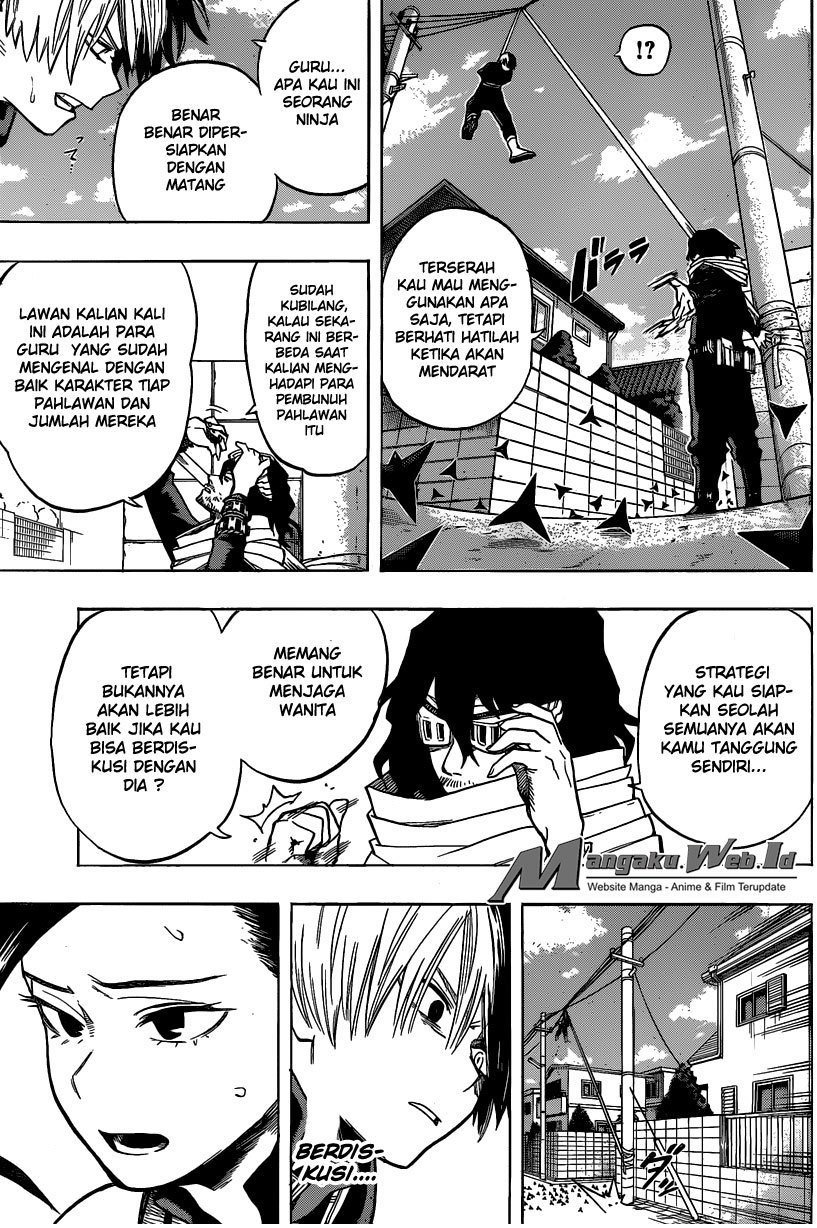 !?
TERSERAH
KAU MAU MENG-
GUNAKAN APA
SAJA, TETAPI
BERHATI HATILAH
KETIKA AKAN
MENDARAT
GURU...
APA KAU INI
SEORANG
NINJA
BENAR
BENAR DIPER-
SIAPKAN
DENGAN
MATANG
SUDAH
KUBILANG,
KALAU SEKA-
RANG INI BER-
BEDA SAAT
KALIAN MENG-
HADAPI PARA
PEMBUNUH
PAHLAWAN
ITU
LAWAN KALIAN KALI
INI ADALAH PARA
GURU YANG SUDAH
MENGENAL DENGAN
BAIK KARAKTER TIAP
PAHLAWAN DAN
JUMLAH MEREKA
STRATEGI
YANG KAU SIAP-
KAN SEOLAH
SEMUANYA AKAN
KAMU TANGGUNG
SENDIRI...
MEMANG
BENAR UNTUK
MENJAGA
WANITA
TETAPI
BUKANNYA
AKAN LEBIH
BAIK JIKA KAU
BISA BERDIS-
KUSI DENGAN
DIA ?
Mangaku.Web.Id
Website Manga - Anime & Film Terupdate
BERDIS-
KUSI....